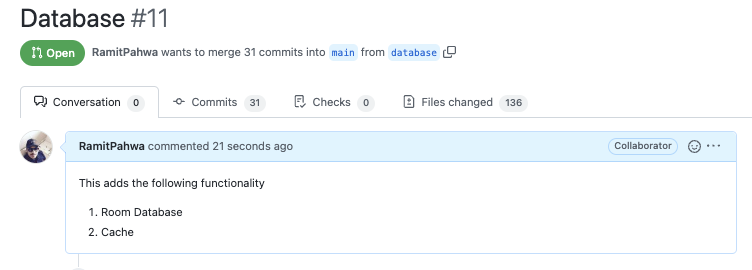 Database #11
Open RamitPahwa wants to merge 31 commits into main from database
Conversation 0 Commits 31 Checks 0 Files changed 136
RamitPahwa commented 21 seconds ago Collaborator
This adds the following functionality
1. Room Database
2. Cache